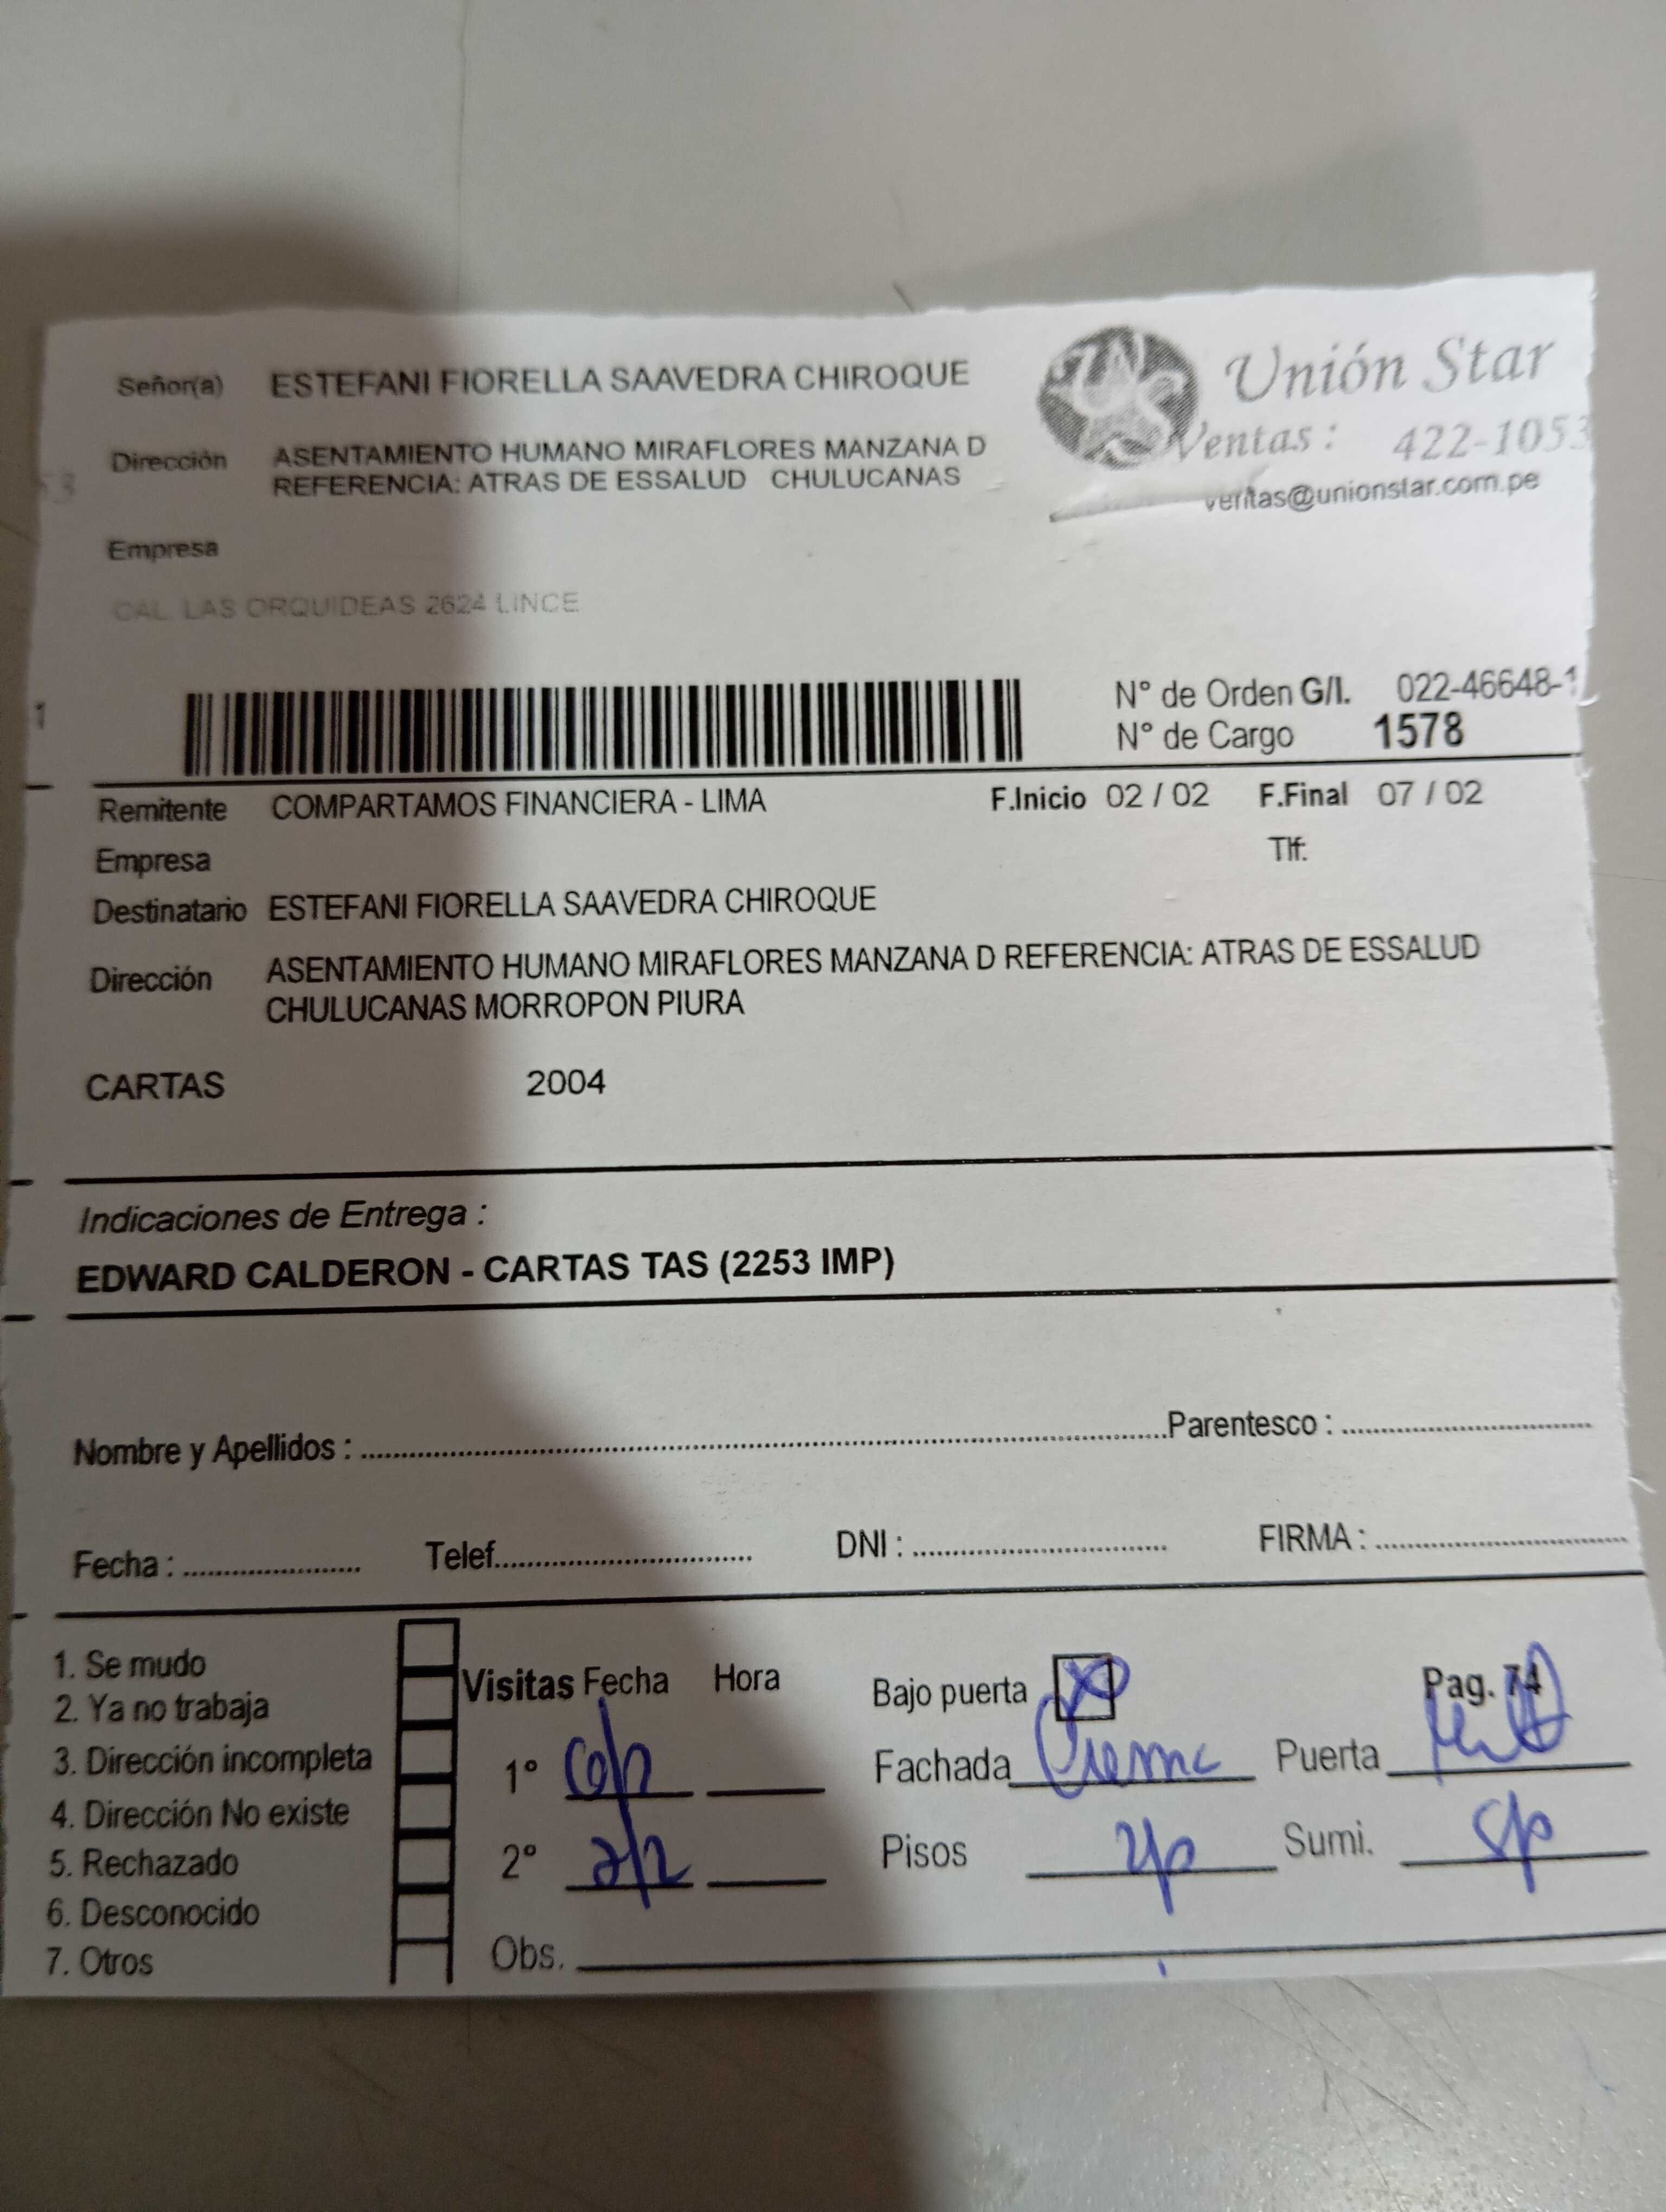 Señor(a) ESTEFANI FIORELLA SAAVEDRA CHIROQUE
Unión Star
Ventas : 422-1053
ventas@unionstar.com.pe
Dirección ASENTAMIENTO HUMANO MIRAFLORES MANZANA D
REFERENCIA: ATRAS DE ESSALUD CHULUCANAS
53
Empresa
CAL. LAS ORQUIDEAS 2624 LINCE
1
N° de Orden G/I. 022-46648-1
N° de Cargo 1578
Remitente COMPARTAMOS FINANCIERA - LIMA F.Inicio 02 / 02 F.Final 07 / 02
Empresa Tlf:
Destinatario ESTEFANI FIORELLA SAAVEDRA CHIROQUE
Dirección ASENTAMIENTO HUMANO MIRAFLORES MANZANA D REFERENCIA: ATRAS DE ESSALUD
CHULUCANAS MORROPON PIURA
CARTAS 2004
Indicaciones de Entrega :
EDWARD CALDERON - CARTAS TAS (2253 IMP)
Nombre y Apellidos : Parentesco :
Fecha : Telef. DNI : FIRMA :
1. Se mudo
2. Ya no trabaja
3. Dirección incompleta
4. Dirección No existe
5. Rechazado
6. Desconocido
7. Otros
Visitas Fecha Hora
1°
2° 2/2
Obs.
Bajo puerta Pag. 74
Fachada Crema Puerta
Pisos 2p Sumi. S/p